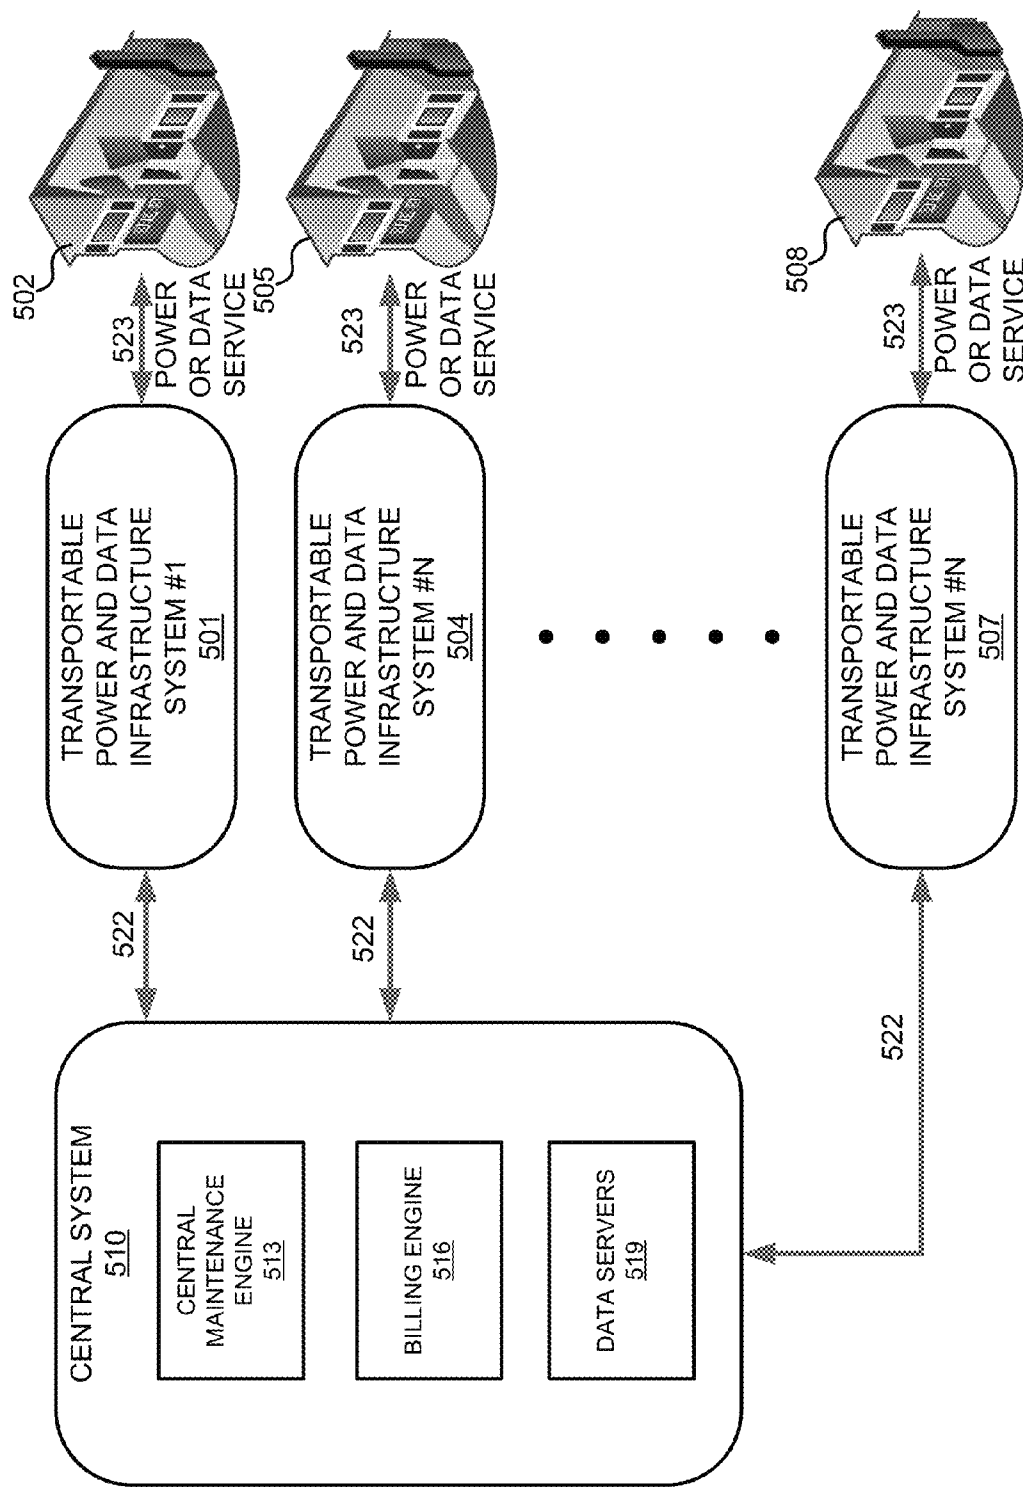 CENTRAL SYSTEM
510
CENTRAL
MAINTENANCE
ENGINE
513
BILLING ENGINE
516
DATA SERVERS
519
522
522
522
TRANSPORTABLE
POWER AND DATA
INFRASTRUCTURE
SYSTEM #1
501
TRANSPORTABLE
POWER AND DATA
INFRASTRUCTURE
SYSTEM #N
504
TRANSPORTABLE
POWER AND DATA
INFRASTRUCTURE
SYSTEM #N
507
523
POWER
OR DATA
SERVICE
523
POWER
OR DATA
SERVICE
523
POWER
OR DATA
SERVICE
502
505
508